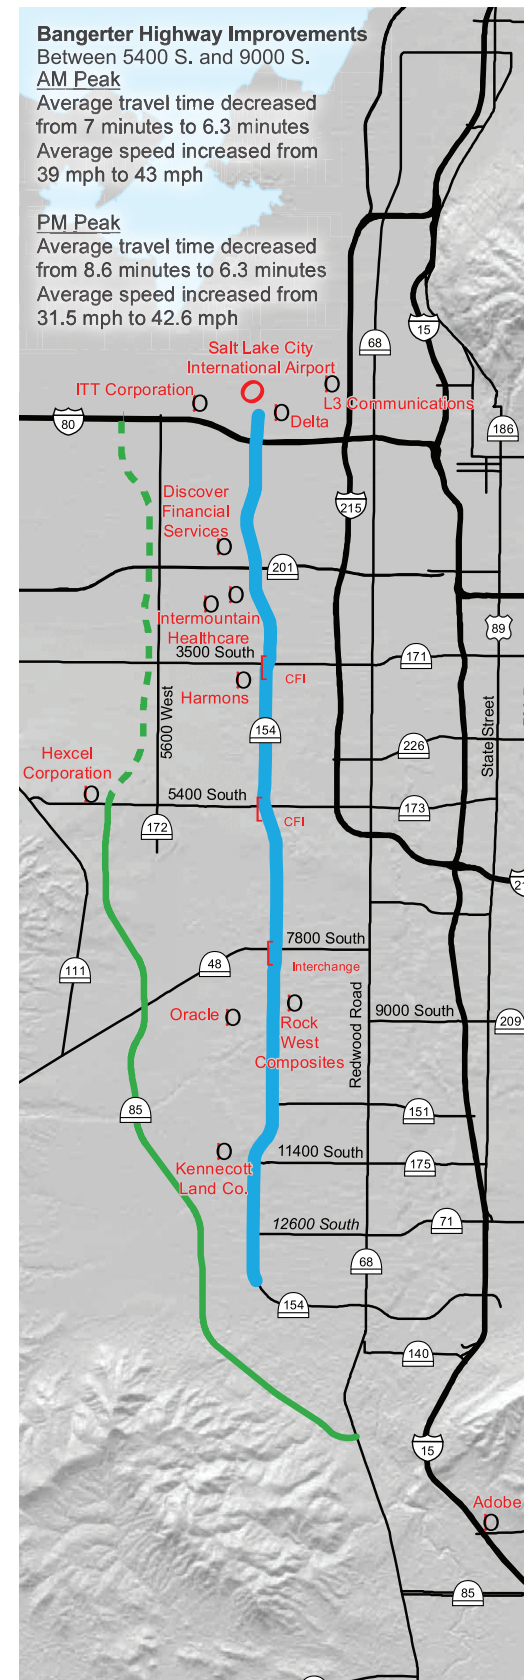 Bangerter Highway Improvements
Between 5400 S. and 9000 S.
AM Peak
Average travel time decreased
from 7 minutes to 6.3 minutes
Average speed increased from
39 mph to 43 mph
PM Peak
Average travel time decreased
from 8.6 minutes to 6.3 minutes
Average speed increased from
31.5 mph to 42.6 mph
15
68
Salt Lake City
International Airport
ITT Corporation
L3 Communications
Delta
80
186
Discover
Financial
Services
215
201
Intermountain
Healthcare
89
3500 South
171
CFI
Harmons
5600 West
154
State Street
226
Hexcel
Corporation
5400 South
173
CFI
172
7800 South
48
Interchange
111
Redwood Road
Oracle
Rock
West
Composites
9000 South
209
85
151
11400 South
175
Kennecott
Land Co.
12600 South
71
68
154
140
15
Adobe
85